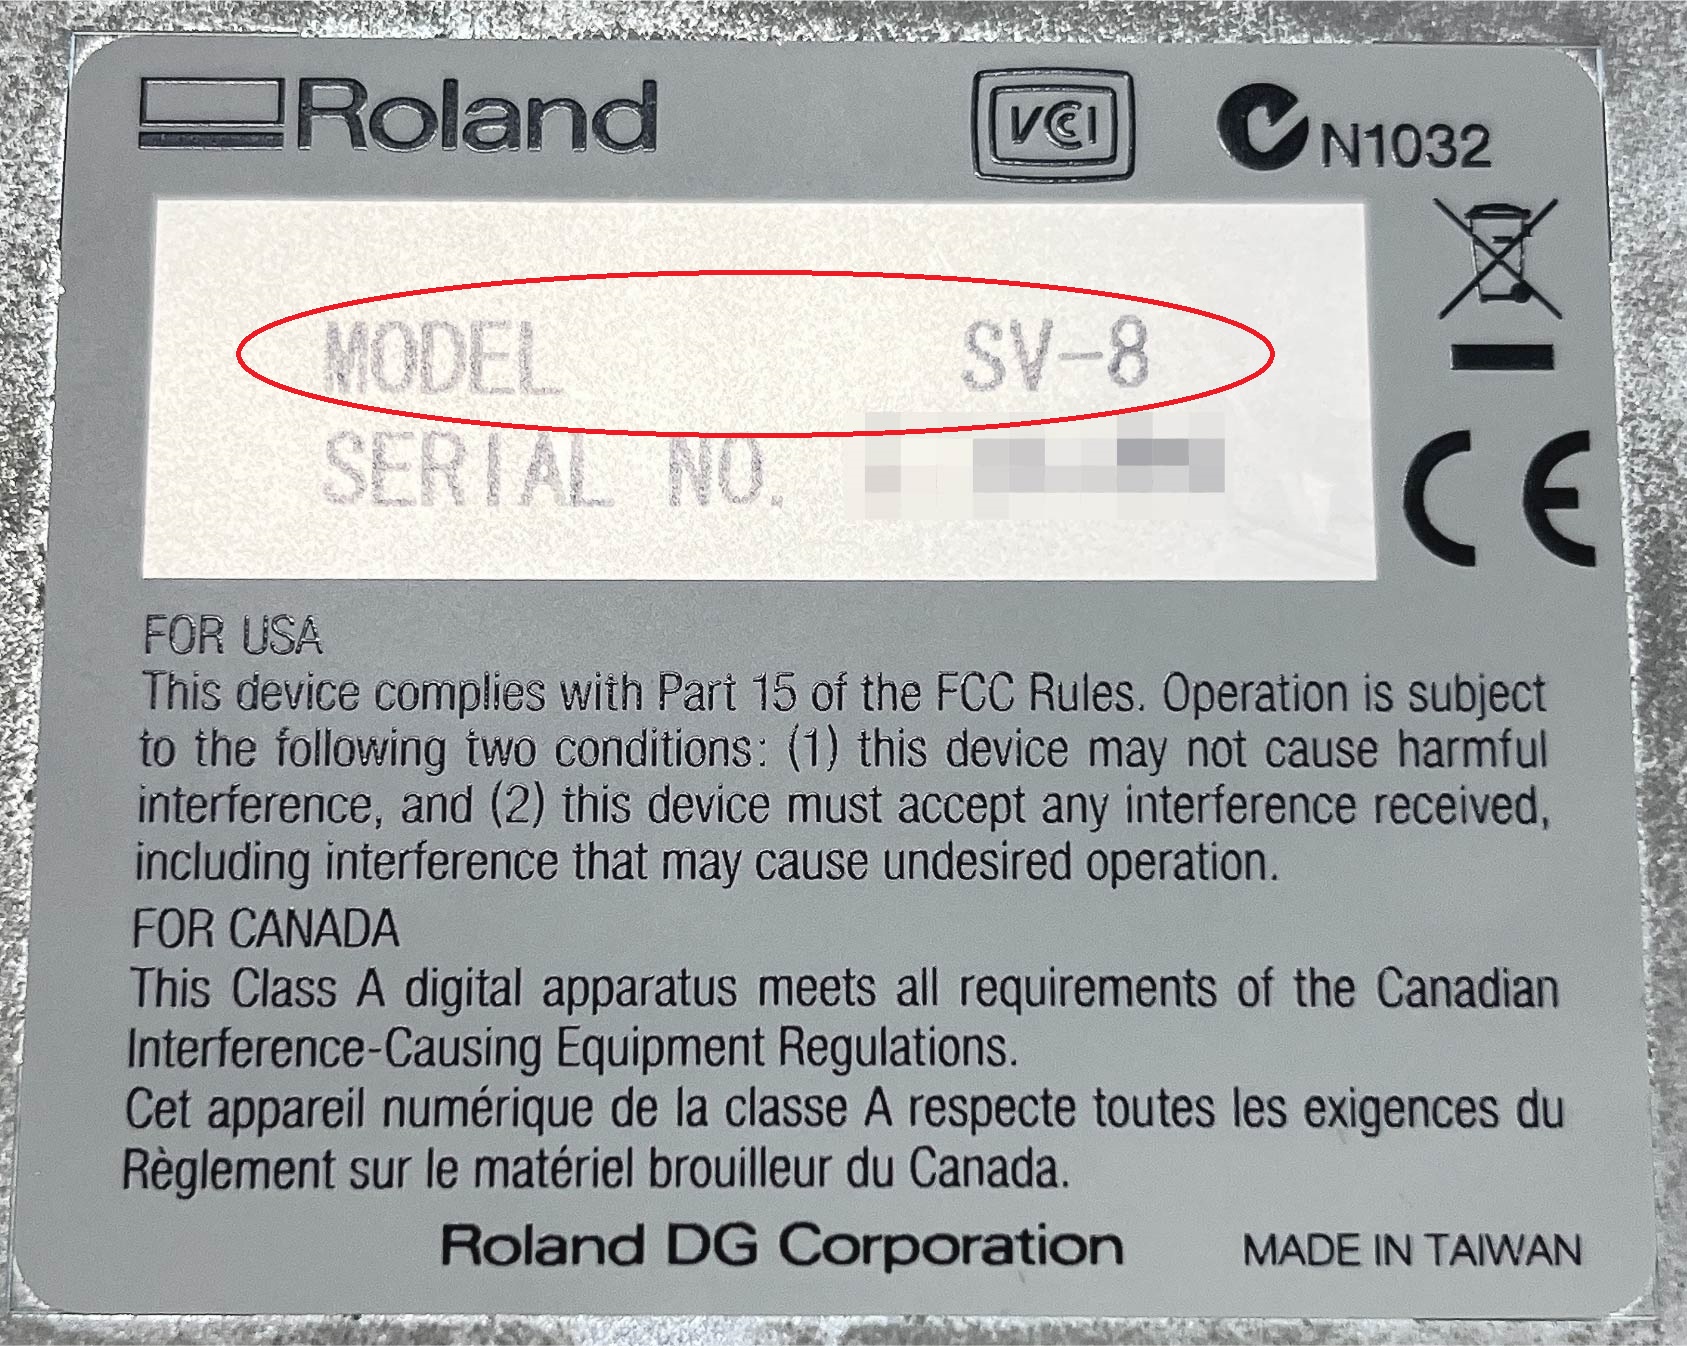 Roland
VCCI
N1032
MODEL SV-8
SERIAL NO.
CE
FOR USA
This device complies with Part 15 of the FCC Rules. Operation is subject
to the following two conditions: (1) this device may not cause harmful
interference, and (2) this device must accept any interference received,
including interference that may cause undesired operation.
FOR CANADA
This Class A digital apparatus meets all requirements of the Canadian
Interference-Causing Equipment Regulations.
Cet appareil numérique de la classe A respecte toutes les exigences du
Règlement sur le matériel brouilleur du Canada.
Roland DG Corporation MADE IN TAIWAN